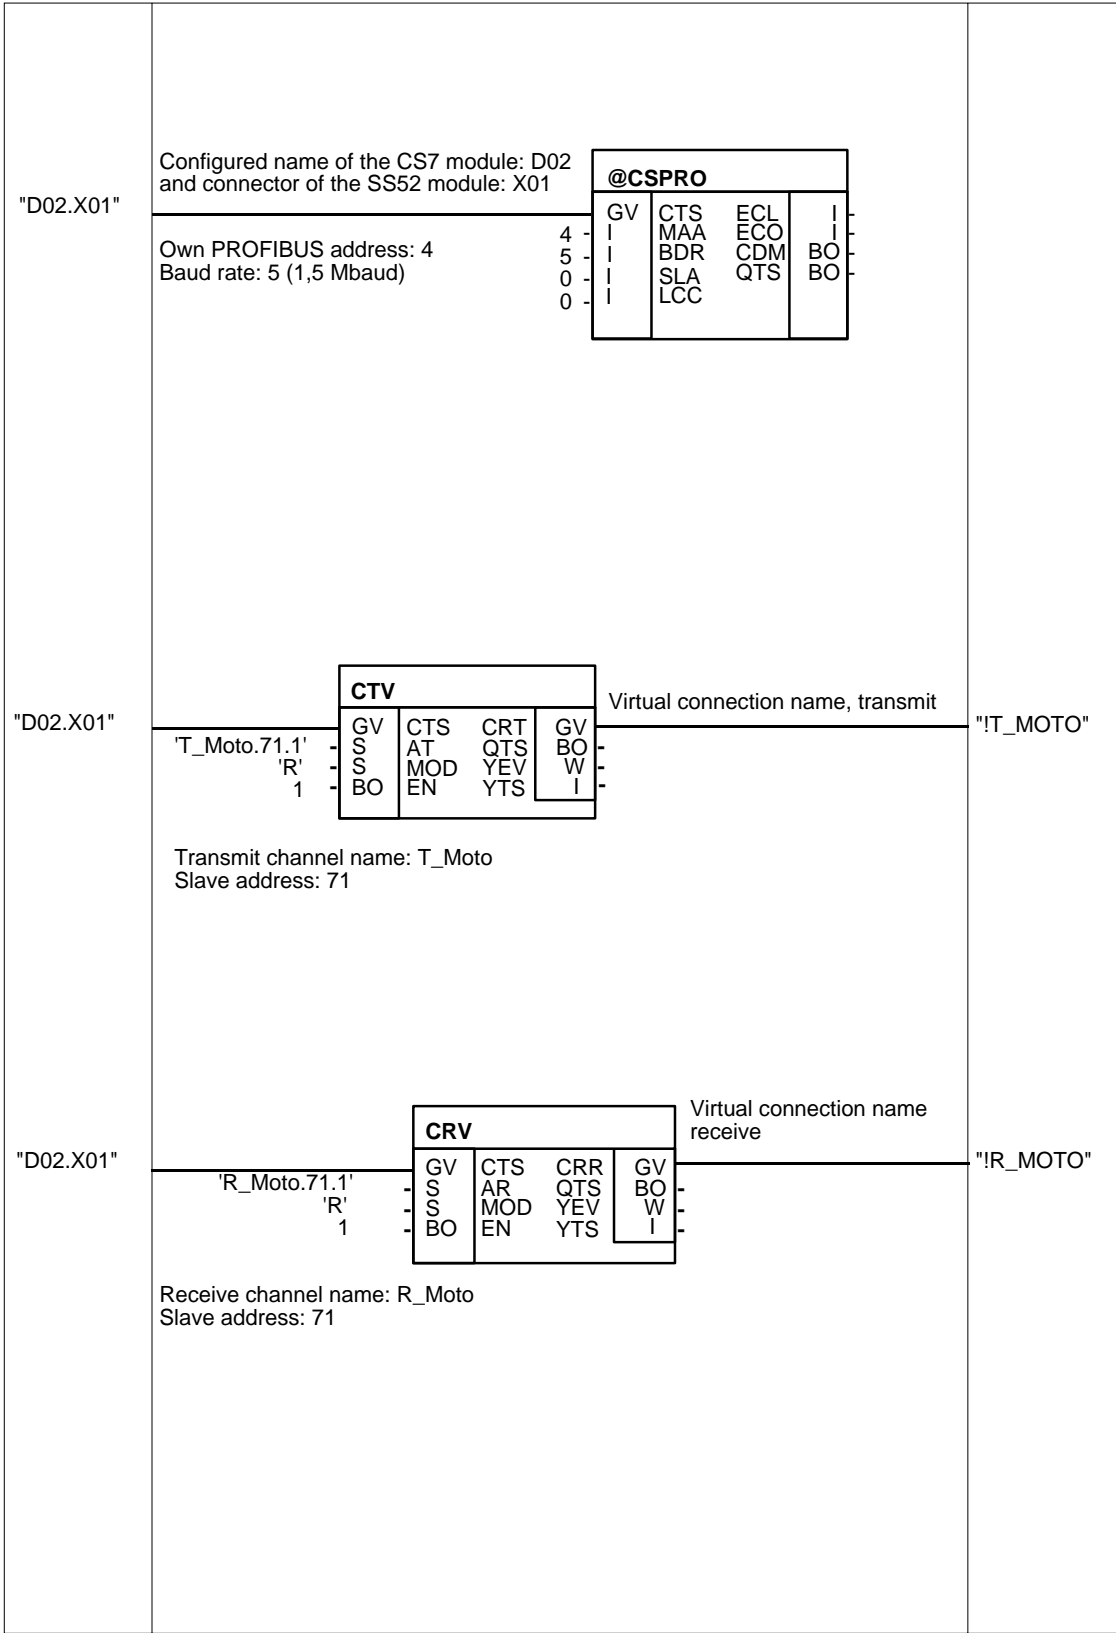 Configured name of the CS7 module: D02
and connector of the SS52 module: X01
"D02.X01"
Own PROFIBUS address: 4
Baud rate: 5 (1,5 Mbaud)
@CSPRO
GV CTS ECL I
4 - I MAA ECO I
5 - I BDR CDM BO
0 - I SLA QTS BO
0 - I LCC
CTV
Virtual connection name, transmit
"D02.X01"
"!T_MOTO"
GV CTS CRT GV
'T_Moto.71.1' S AT QTS BO
'R' S MOD YEV W
1 BO EN YTS I
Transmit channel name: T_Moto
Slave address: 71
Virtual connection name
receive
CRV
"D02.X01"
"!R_MOTO"
GV CTS CRR GV
'R_Moto.71.1' S AR QTS BO
'R' S MOD YEV W
1 BO EN YTS I
Receive channel name: R_Moto
Slave address: 71